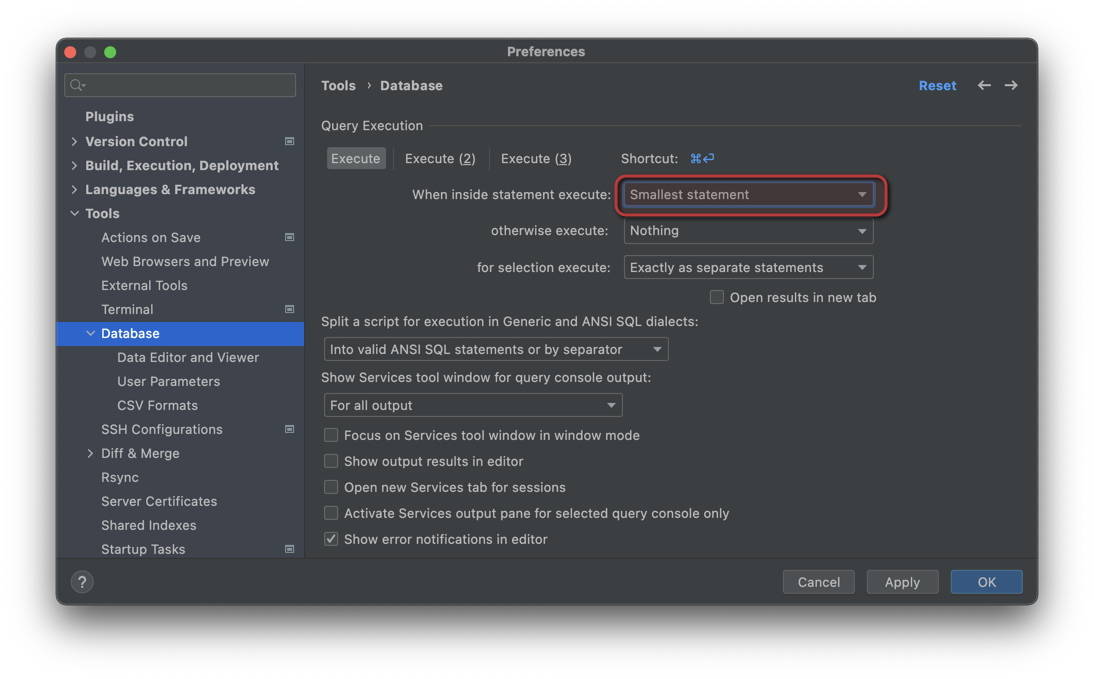 Preferences
Plugins
Version Control
Build, Execution, Deployment
Languages & Frameworks
Tools
Actions on Save
Web Browsers and Preview
External Tools
Terminal
Database
Data Editor and Viewer
User Parameters
CSV Formats
SSH Configurations
Diff & Merge
Rsync
Server Certificates
Shared Indexes
Startup Tasks
?
Tools › Database
Reset ← →
Query Execution
Execute Execute (2) Execute (3) Shortcut: ⌘↩
When inside statement execute: Smallest statement
otherwise execute: Nothing
for selection execute: Exactly as separate statements
Open results in new tab
Split a script for execution in Generic and ANSI SQL dialects:
Into valid ANSI SQL statements or by separator
Show Services tool window for query console output:
For all output
Focus on Services tool window in window mode
Show output results in editor
Open new Services tab for sessions
Activate Services output pane for selected query console only
Show error notifications in editor
Cancel Apply OK